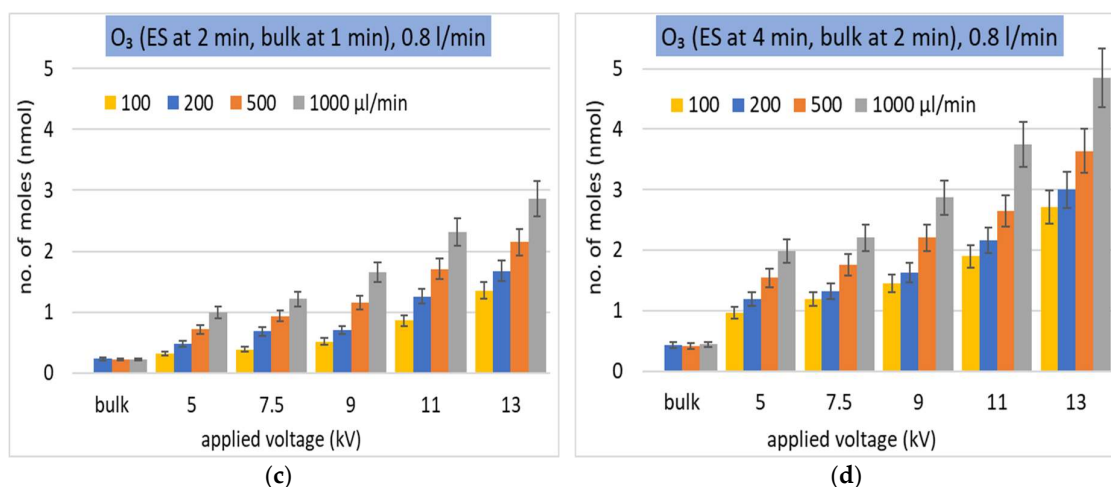 O₃ (ES at 2 min, bulk at 1 min), 0.8 l/min
no. of moles (nmol)
5
4
3
2
1
0
100 200 500 1000 µl/min
bulk 5 7.5 9 11 13
applied voltage (kV)
(c)
O₃ (ES at 4 min, bulk at 2 min), 0.8 l/min
no. of moles (nmol)
5
4
3
2
1
0
100 200 500 1000 µl/min
bulk 5 7.5 9 11 13
applied voltage (kV)
(d)